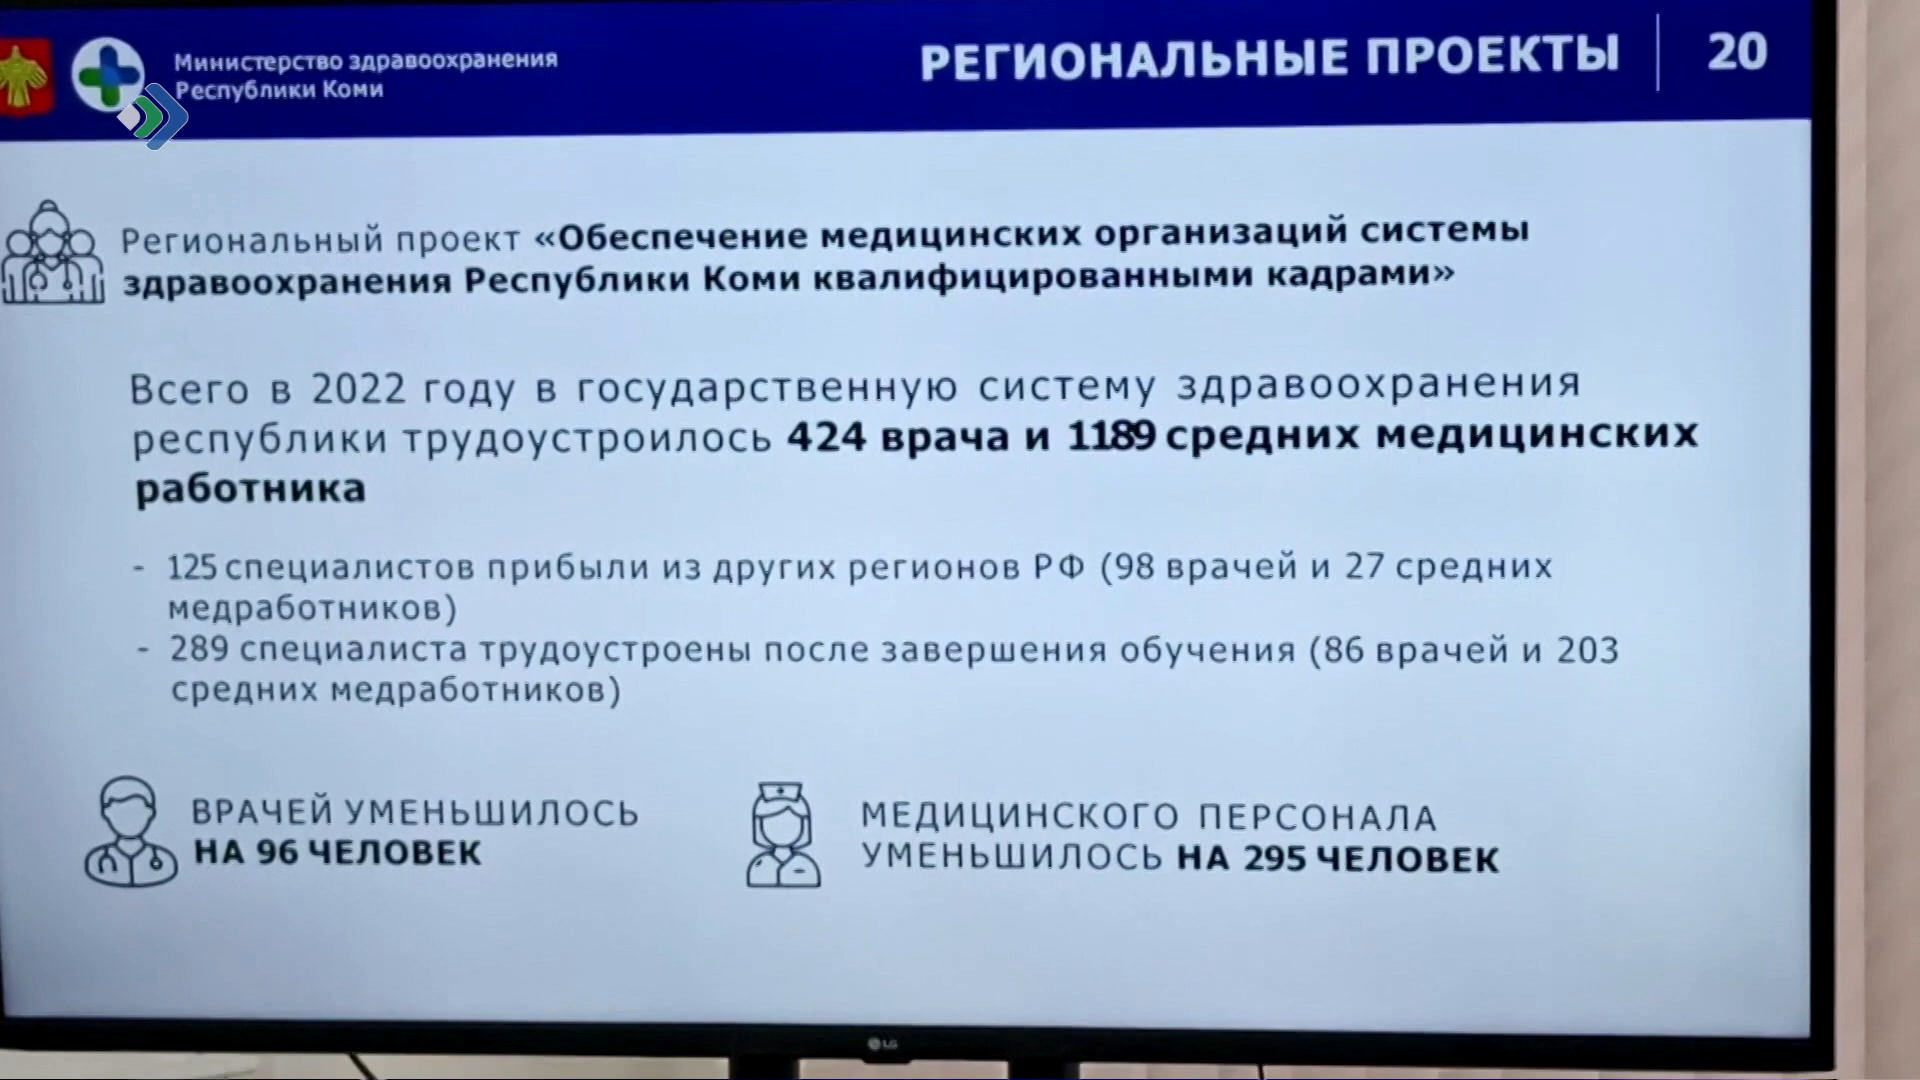 Министерство здравоохранения
Республики Коми
РЕГИОНАЛЬНЫЕ ПРОЕКТЫ
20
Региональный проект «Обеспечение медицинских организаций системы
здравоохранения Республики Коми квалифицированными кадрами»
Всего в 2022 году в государственную систему здравоохранения
республики трудоустроилось 424 врача и 1189 средних медицинских
работника
- 125 специалистов прибыли из других регионов РФ (98 врачей и 27 средних
медработников)
- 289 специалиста трудоустроены после завершения обучения (86 врачей и 203
средних медработников)
ВРАЧЕЙ УМЕНЬШИЛОСЬ
НА 96 ЧЕЛОВЕК
МЕДИЦИНСКОГО ПЕРСОНАЛА
УМЕНЬШИЛОСЬ НА 295 ЧЕЛОВЕК
LG